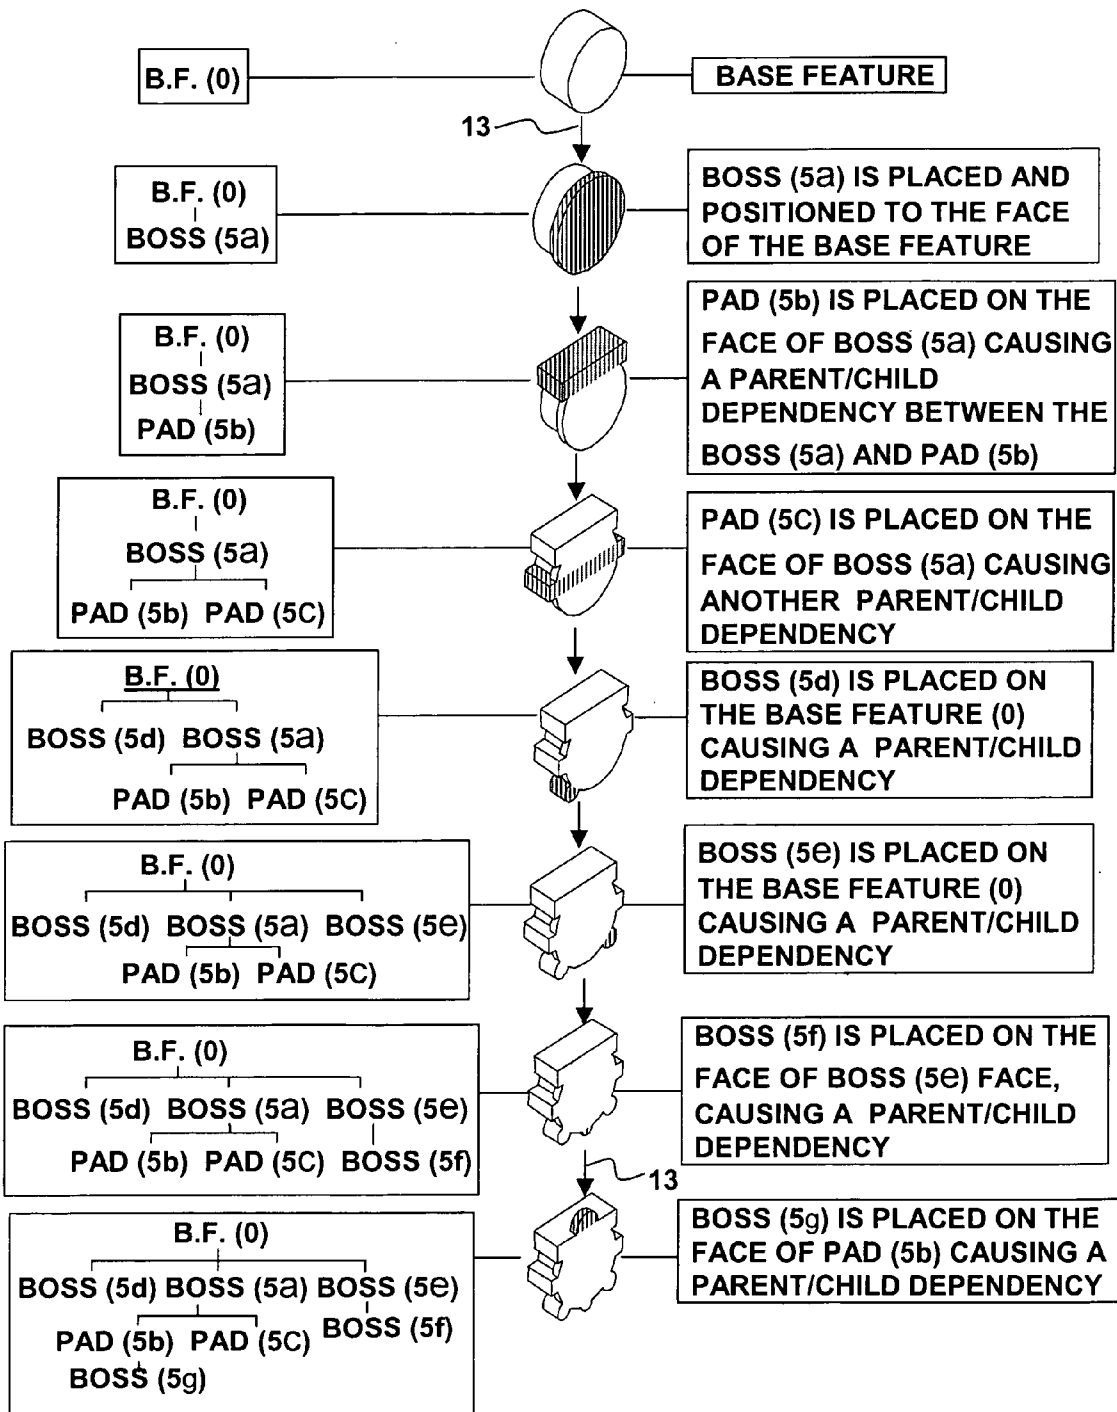 B.F. (0)
BASE FEATURE
13
B.F. (0)
BOSS (5a)
BOSS (5a) IS PLACED AND
POSITIONED TO THE FACE
OF THE BASE FEATURE
B.F. (0)
BOSS (5a)
PAD (5b)
PAD (5b) IS PLACED ON THE
FACE OF BOSS (5a) CAUSING
A PARENT/CHILD
DEPENDENCY BETWEEN THE
BOSS (5a) AND PAD (5b)
B.F. (0)
BOSS (5a)
PAD (5b) PAD (5C)
PAD (5C) IS PLACED ON THE
FACE OF BOSS (5a) CAUSING
ANOTHER PARENT/CHILD
DEPENDENCY
B.F. (0)
BOSS (5d) BOSS (5a)
PAD (5b) PAD (5C)
BOSS (5d) IS PLACED ON
THE BASE FEATURE (0)
CAUSING A PARENT/CHILD
DEPENDENCY
B.F. (0)
BOSS (5d) BOSS (5a) BOSS (5e)
PAD (5b) PAD (5C)
BOSS (5e) IS PLACED ON
THE BASE FEATURE (0)
CAUSING A PARENT/CHILD
DEPENDENCY
B.F. (0)
BOSS (5d) BOSS (5a) BOSS (5e)
PAD (5b) PAD (5C) BOSS (5f)
BOSS (5f) IS PLACED ON THE
FACE OF BOSS (5e) FACE,
CAUSING A PARENT/CHILD
DEPENDENCY
13
B.F. (0)
BOSS (5d) BOSS (5a) BOSS (5e)
PAD (5b) PAD (5C) BOSS (5f)
BOSS (5g)
BOSS (5g) IS PLACED ON THE
FACE OF PAD (5b) CAUSING A
PARENT/CHILD DEPENDENCY